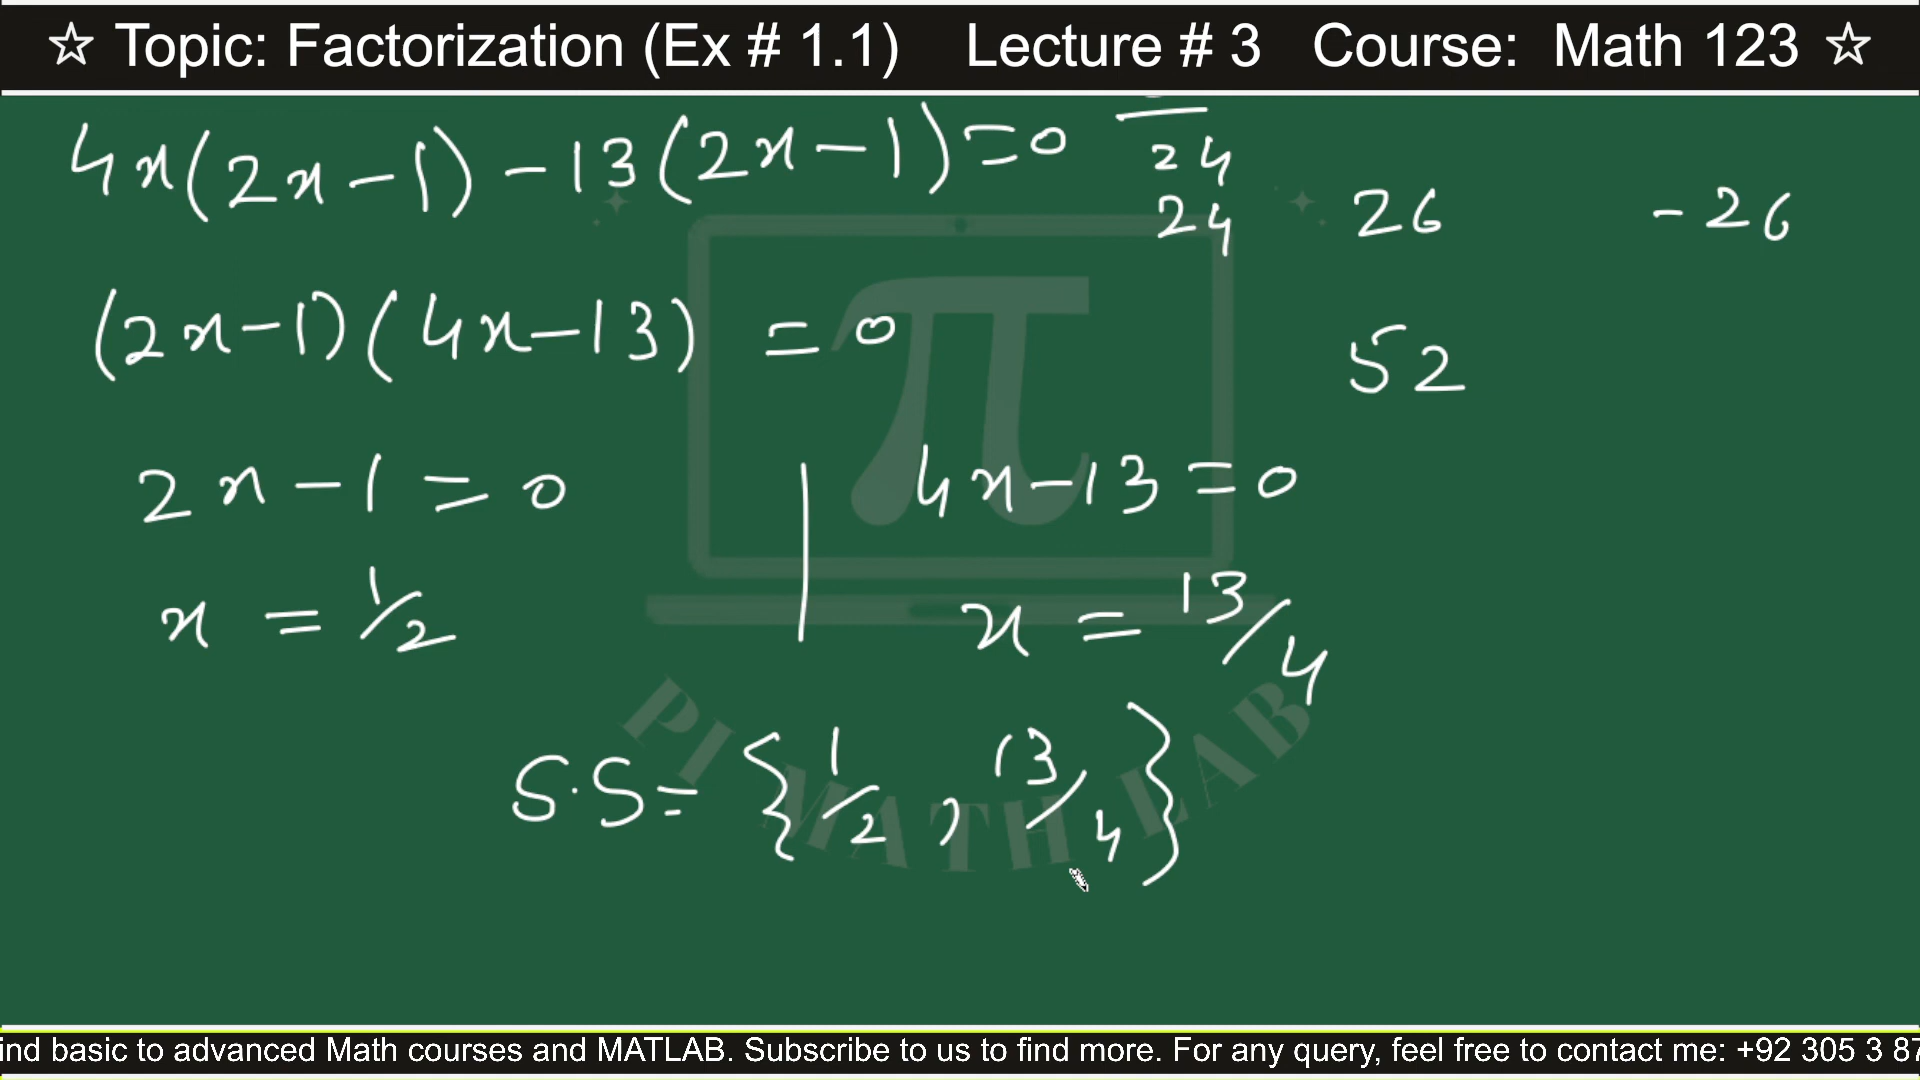 ☆ Topic: Factorization (Ex # 1.1) Lecture # 3 Course: Math 123 ☆
4x(2x-1)-13(2x-1)=0
24
24 26 -26
(2x-1)(4x-13) = 0
52
2x-1=0 | 4x-13=0
x = 1/2 x = 13/4
S.S= {1/2, 13/4}
PI MATH LAB
ind basic to advanced Math courses and MATLAB. Subscribe to us to find more. For any query, feel free to contact me: +92 305 3 87